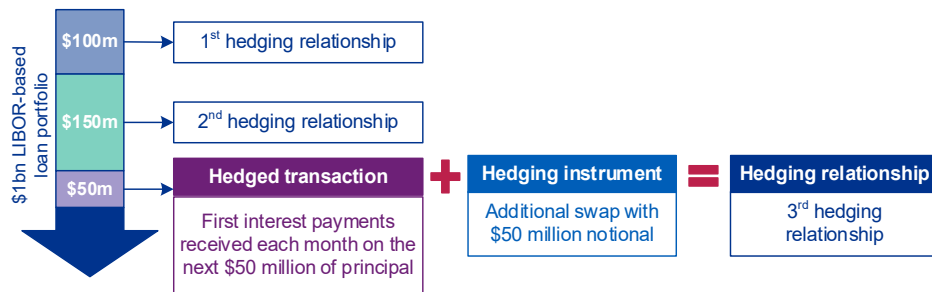 $1bn LIBOR-based
loan portfolio
$100m
1st hedging relationship
$150m
2nd hedging relationship
$50m
Hedged transaction
First interest payments
received each month on the
next $50 million of principal
Hedging instrument
Additional swap with
$50 million notional
Hedging relationship
3rd hedging
relationship